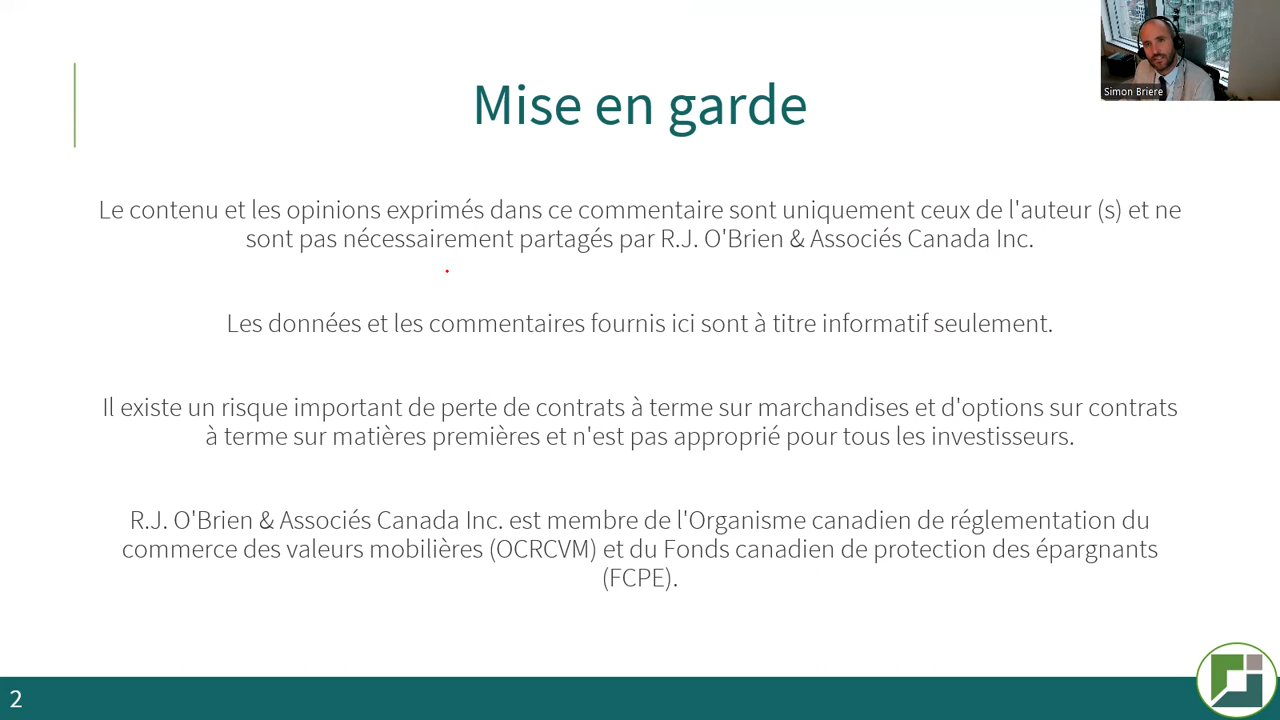 Mise en garde
Simon Briere
Le contenu et les opinions exprimés dans ce commentaire sont uniquement ceux de l'auteur (s) et ne
sont pas nécessairement partagés par R.J. O'Brien & Associés Canada Inc.
Les données et les commentaires fournis ici sont à titre informatif seulement.
Il existe un risque important de perte de contrats à terme sur marchandises et d'options sur contrats
à terme sur matières premières et n'est pas approprié pour tous les investisseurs.
R.J. O'Brien & Associés Canada Inc. est membre de l'Organisme canadien de réglementation du
commerce des valeurs mobilières (OCRCVM) et du Fonds canadien de protection des épargnants
(FCPE).
2